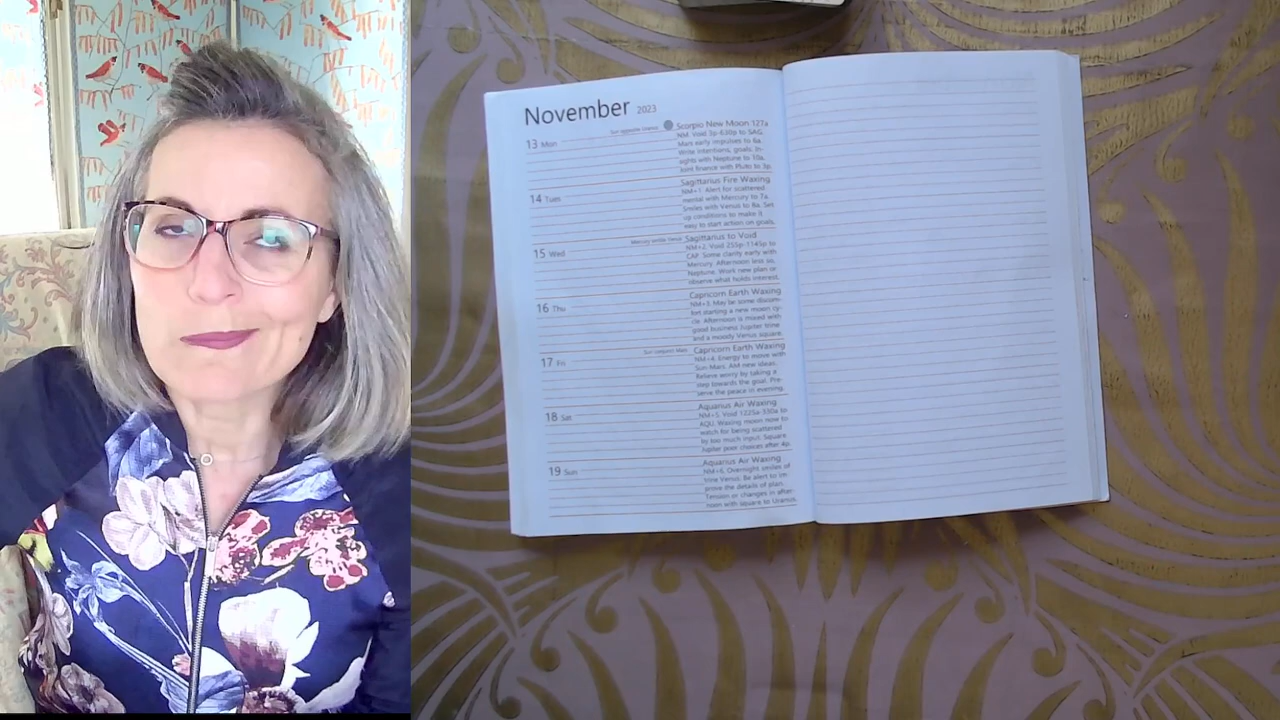 November 2023
Sun opposite Uranus
Scorpio New Moon 127a
13 Mon
NM. Void 3p-630p to SAG.
Mars early impulses to 6a.
Write intentions, goals. In-
sights with Neptune to 10a,
joint finance with Pluto to 3p.
Sagittarius Fire Waxing
14 Tues
NM+1. Alert for scattered
mental with Mercury to 7a.
Smiles with Venus to 8a. Set
up conditions to make it
easy to start action on goals.
Mercury sextile Venus
Sagittarius to Void
15 Wed
NM+2. Void 255p-1145p to
CAP. Some clarity early with
Mercury. Afternoon less so,
Neptune. Work new plan or
observe what holds interest.
Capricorn Earth Waxing
16 Thu
NM+3. May be some discom-
fort starting a new moon cy-
cle. Afternoon is mixed with
good business Jupiter trine
and a moody Venus square.
Sun conjunct Mars
Capricorn Earth Waxing
17 Fri
NM+4. Energy to move with
Sun Mars. AM new ideas.
Relieve worry by taking a
step towards the goal. Pre-
serve the peace in evening.
Aquarius Air Waxing
18 Sat
NM+5. Void 1225a-330a to
AQU. Waxing moon now to
watch for being scattered
by too much input. Square
Jupiter poor choices after 4p.
Aquarius Air Waxing
19 Sun
NM+6. Overnight smiles of
trine Venus. Be alert to im
prove the details of plan.
Tension or changes in after-
noon with square to Uranus.